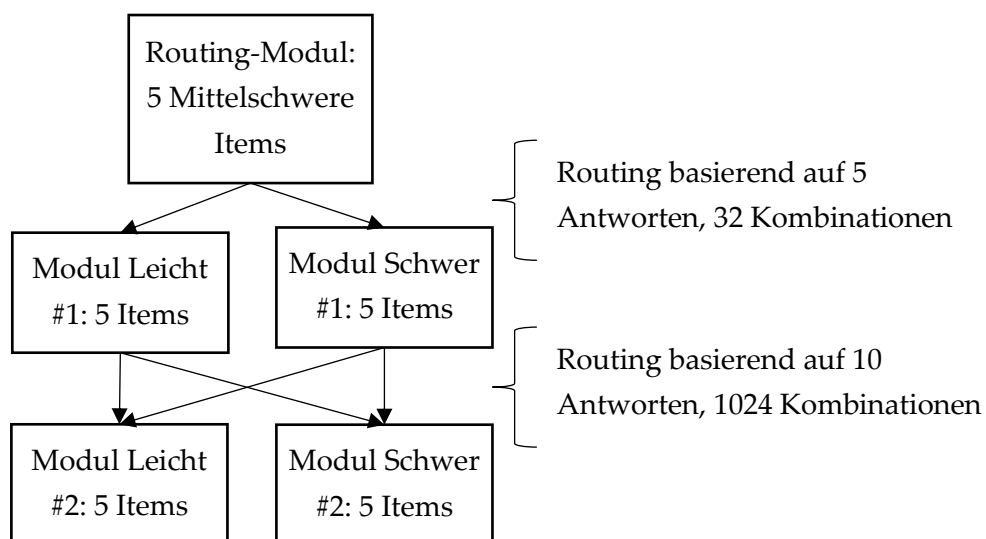 Routing-Modul:
5 Mittelschwere
Items
Routing basierend auf 5
Antworten, 32 Kombinationen
Modul Leicht
#1: 5 Items
Modul Schwer
#1: 5 Items
Routing basierend auf 10
Antworten, 1024 Kombinationen
Modul Leicht
#2: 5 Items
Modul Schwer
#2: 5 Items